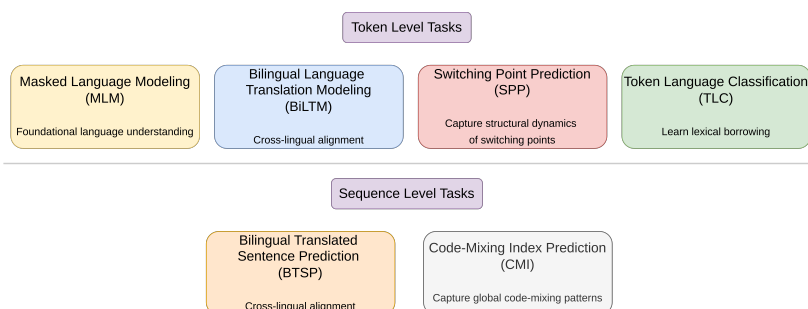 Token Level Tasks
Masked Language Modeling
(MLM)
Foundational language understanding
Bilingual Language
Translation Modeling
(BiLTM)
Cross-lingual alignment
Switching Point Prediction
(SPP)
Capture structural dynamics
of switching points
Token Language Classification
(TLC)
Learn lexical borrowing
Sequence Level Tasks
Bilingual Translated
Sentence Prediction
(BTSP)
Cross-lingual alignment
Code-Mixing Index Prediction
(CMI)
Capture global code-mixing patterns